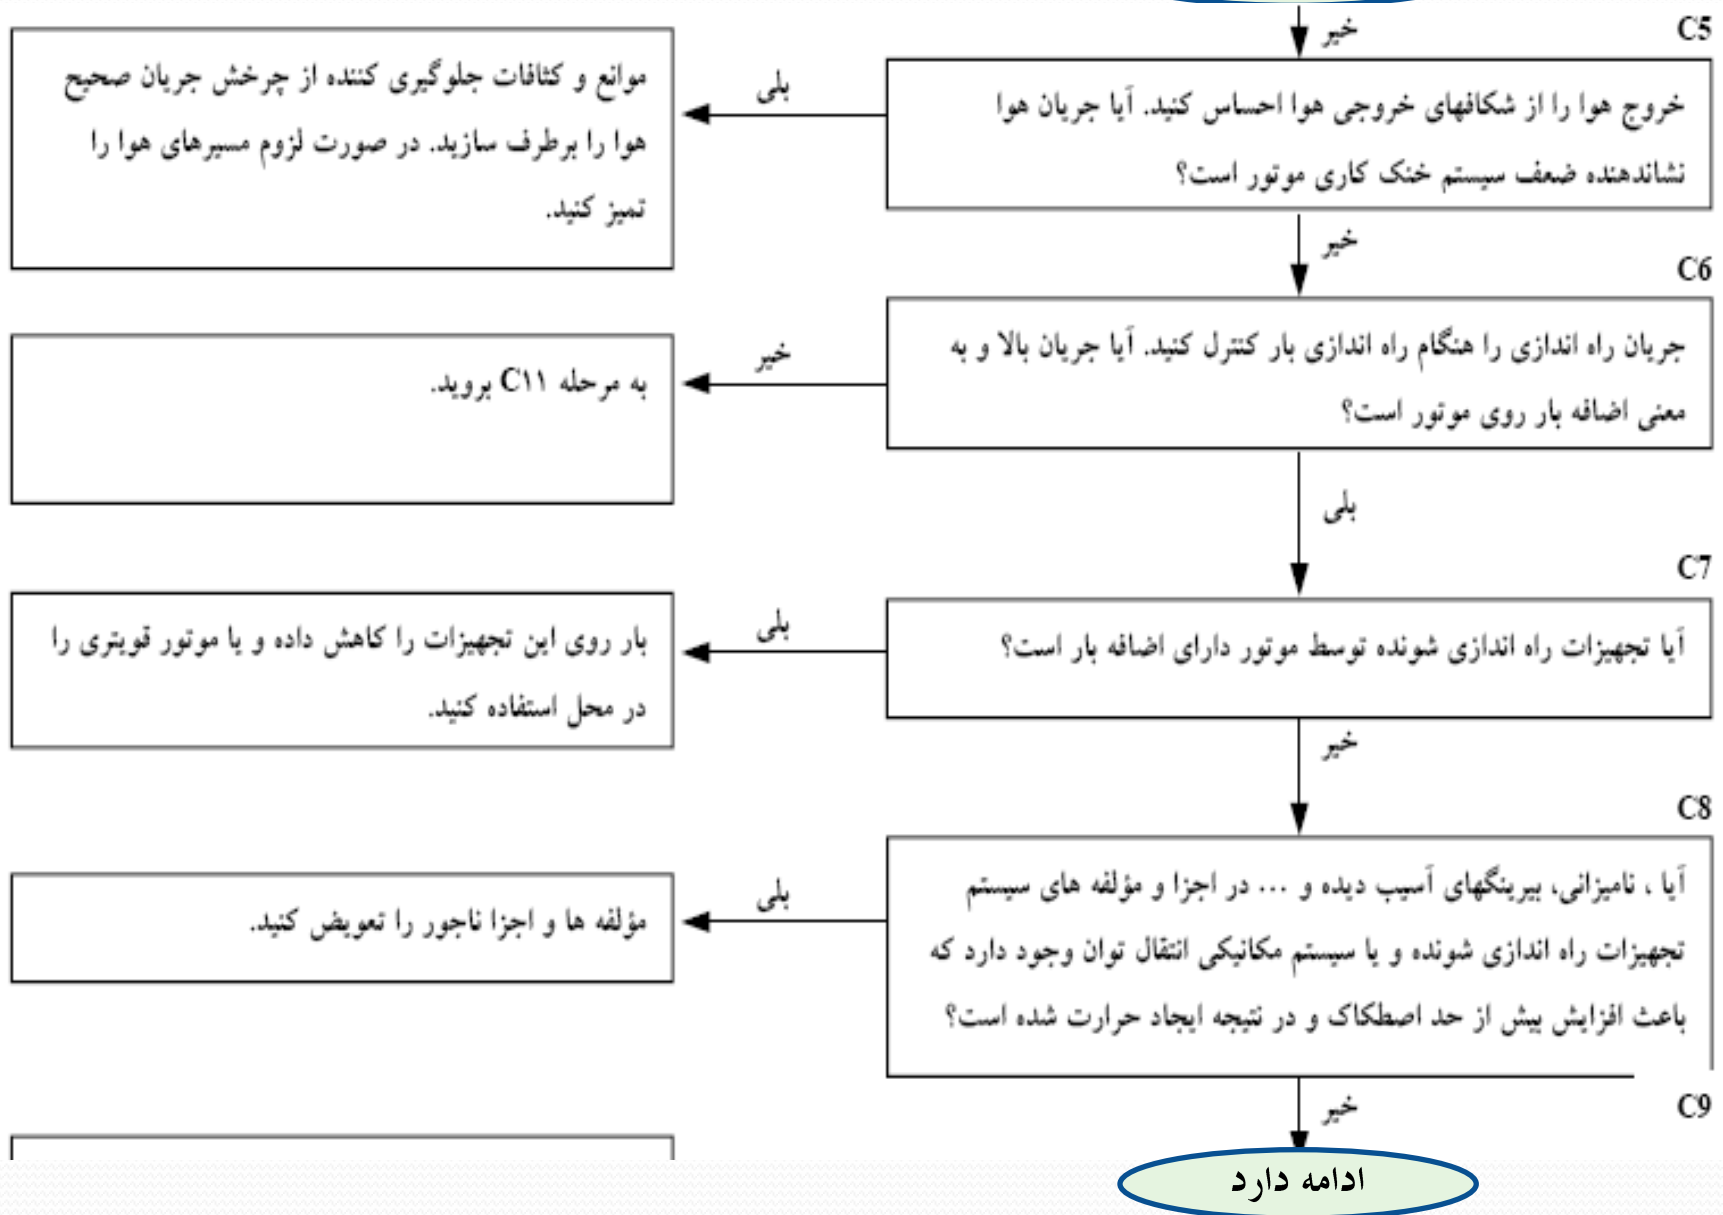 C5
خیر
خروج هوا را از شکافهای خروجی هوا احساس کنید. آیا جریان هوا
نشاندهنده ضعف سیستم خنک کاری موتور است؟
بلی
موانع و کثافات جلوگیری کننده از چرخش جریان صحیح
هوا را برطرف سازید. در صورت لزوم مسیرهای هوا را
تمیز کنید.
خیر
C6
جریان راه اندازی را هنگام راه اندازی بار کنترل کنید. آیا جریان بالا و به
معنی اضافه بار روی موتور است؟
خیر
به مرحله C۱۱ بروید.
بلی
C7
آیا تجهیزات راه اندازی شونده توسط موتور دارای اضافه بار است؟
بلی
بار روی این تجهیزات را کاهش داده و یا موتور قویتری را
در محل استفاده کنید.
خیر
C8
آیا ، نامیزانی، بیرینگهای آسیب دیده و ... در اجزا و مؤلفه های سیستم
تجهیزات راه اندازی شونده و یا سیستم مکانیکی انتقال توان وجود دارد که
باعث افزایش بیش از حد اصطکاک و در نتیجه ایجاد حرارت شده است؟
بلی
مؤلفه ها و اجزا ناجور را تعویض کنید.
خیر
C9
ادامه دارد